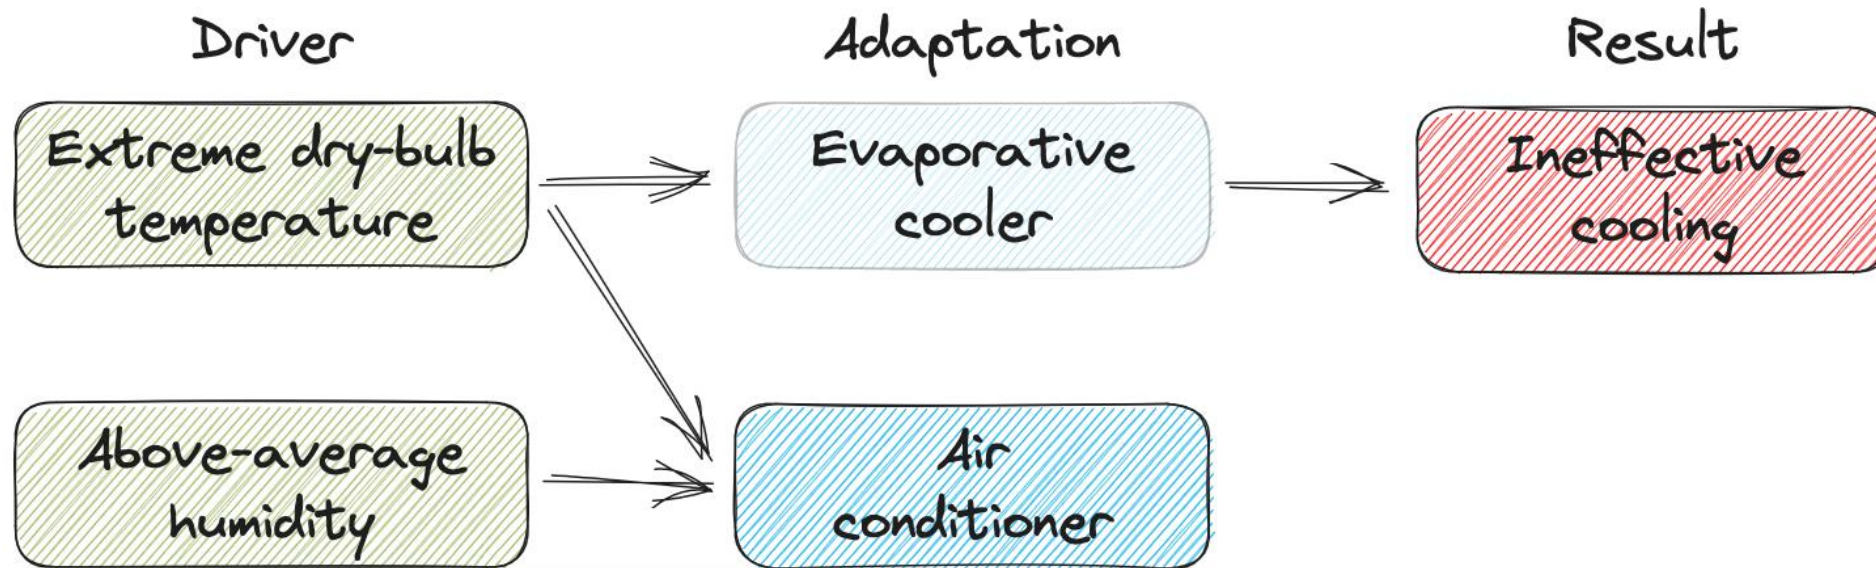 Driver
Adaptation
Result
Extreme dry-bulb
temperature
Evaporative
cooler
Ineffective
cooling
Above-average
humidity
Air
conditioner